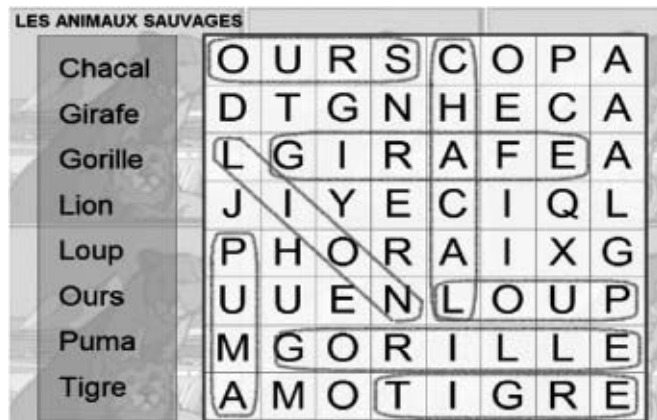 LES ANIMAUX SAUVAGES
Chacal
Girafe
Gorille
Lion
Loup
Ours
Puma
Tigre
O U R S C O P A
D T G N H E C A
L G I R A F E A
J I Y E C I Q L
P H O R A I X G
U U E N L O U P
M G O R I L L E
A M O T I G R E